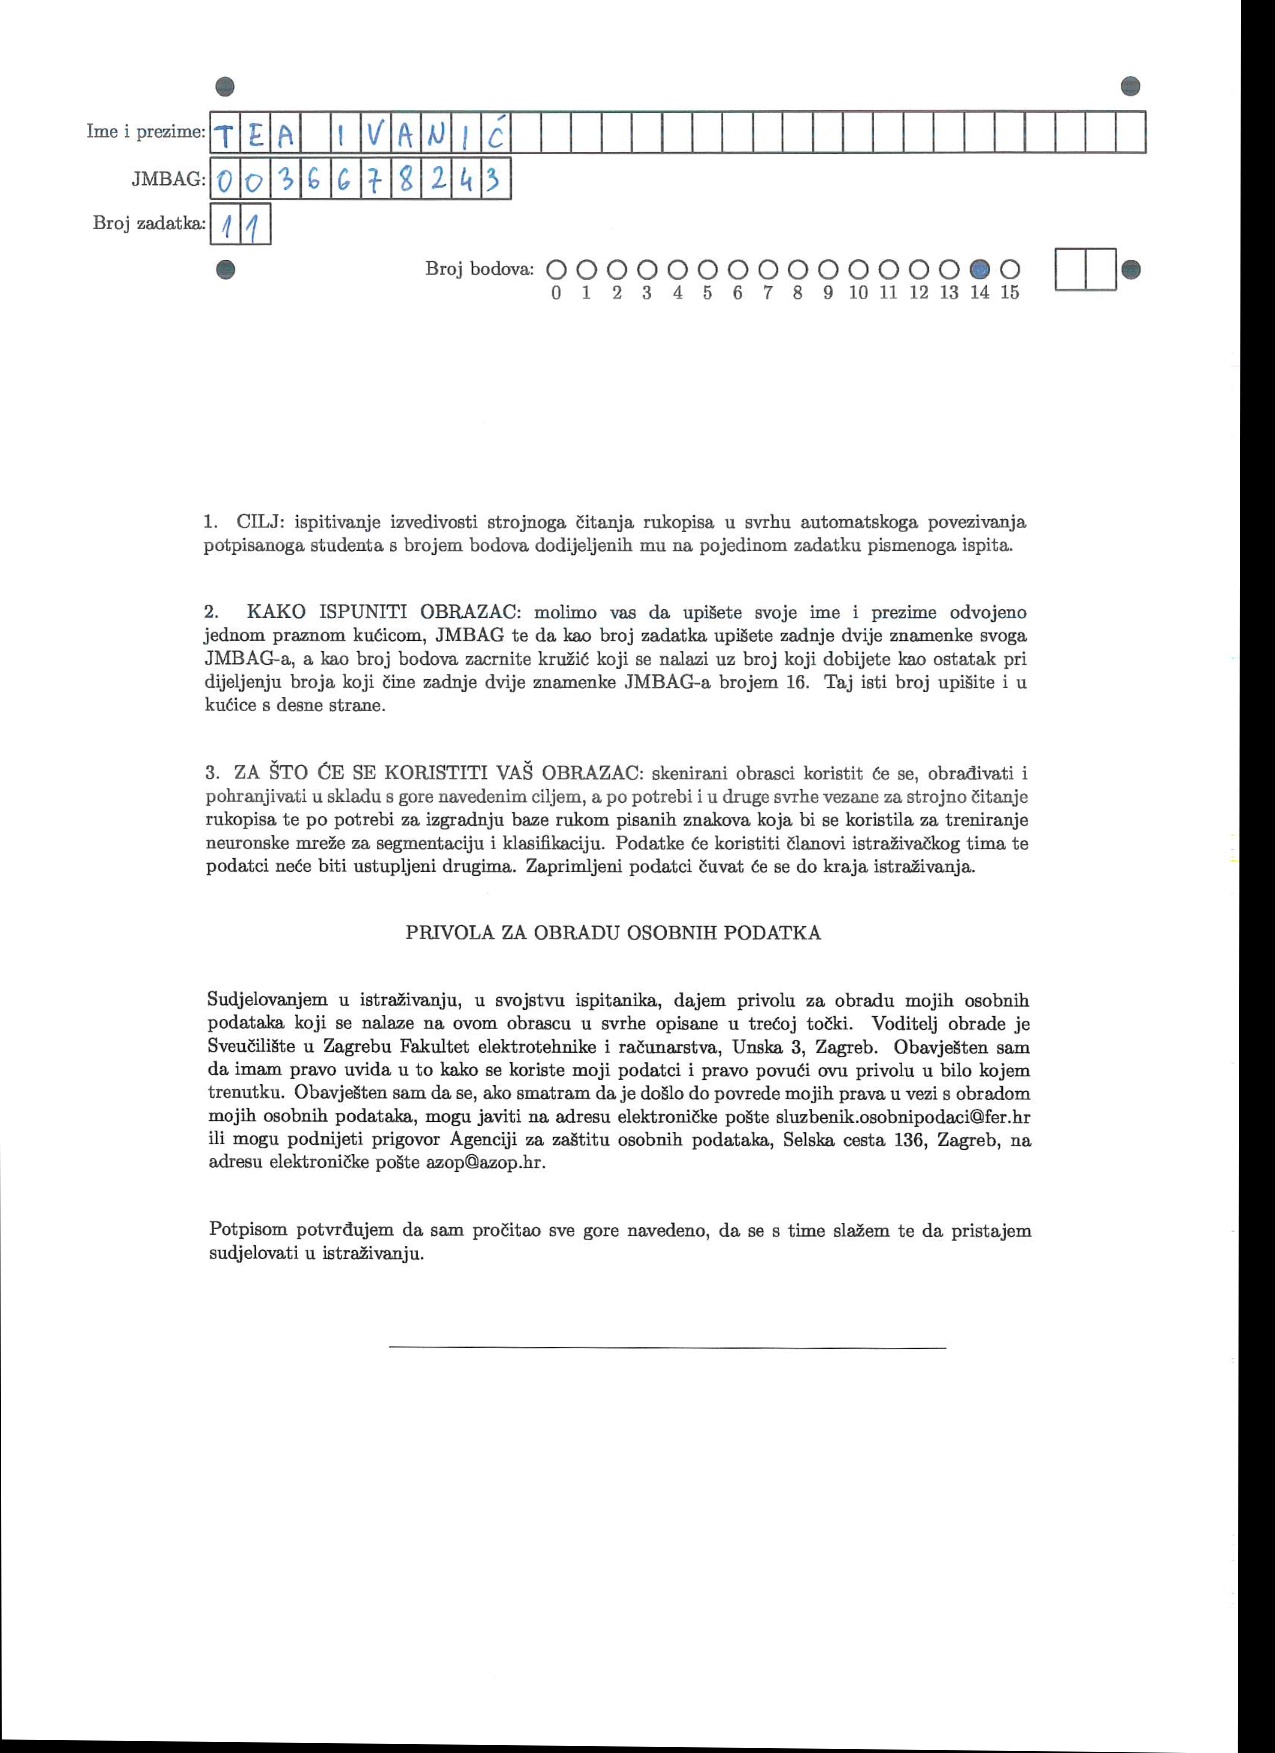 Ime i prezime: TEA IVANIĆ
JMBAG: 0036678243
Broj zadatka: 11
Broj bodova:
0 1 2 3 4 5 6 7 8 9 10 11 12 13 14 15
1. CILJ: ispitivanje izvedivosti strojnoga čitanja rukopisa u svrhu automatskoga povezivanja
potpisanoga studenta s brojem bodova dodijeljenih mu na pojedinom zadatku pismenoga ispita.
2. KAKO ISPUNITI OBRAZAC: molimo vas da upišete svoje ime i prezime odvojeno
jednom praznom kućicom, JMBAG te da kao broj zadatka upišete zadnje dvije znamenke svoga
JMBAG-a, a kao broj bodova zacrnite kružić koji se nalazi uz broj koji dobijete kao ostatak pri
dijeljenju broja koji čine zadnje dvije znamenke JMBAG-a brojem 16. Taj isti broj upišite i u
kućice s desne strane.
3. ZA ŠTO ĆE SE KORISTITI VAŠ OBRAZAC: skenirani obrasci koristit će se, obrađivati i
pohranjivati u skladu s gore navedenim ciljem, a po potrebi i u druge svrhe vezane za strojno čitanje
rukopisa te po potrebi za izgradnju baze rukom pisanih znakova koja bi se koristila za treniranje
neuronske mreže za segmentaciju i klasifikaciju. Podatke će koristiti članovi istraživačkog tima te
podatci neće biti ustupljeni drugima. Zaprimljeni podatci čuvat će se do kraja istraživanja.
PRIVOLA ZA OBRADU OSOBNIH PODATKA
Sudjelovanjem u istraživanju, u svojstvu ispitanika, dajem privolu za obradu mojih osobnih
podataka koji se nalaze na ovom obrascu u svrhe opisane u trećoj točki. Voditelj obrade je
Sveučilište u Zagrebu Fakultet elektrotehnike i računarstva, Unska 3, Zagreb. Obavješten sam
da imam pravo uvida u to kako se koriste moji podatci i pravo povući ovu privolu u bilo kojem
trenutku. Obavješten sam da se, ako smatram da je došlo do povrede mojih prava u vezi s obradom
mojih osobnih podataka, mogu javiti na adresu elektroničke pošte sluzbenik.osobnipodaci@fer.hr
ili mogu podnijeti prigovor Agenciji za zaštitu osobnih podataka, Selska cesta 136, Zagreb, na
adresu elektroničke pošte azop@azop.hr.
Potpisom potvrđujem da sam pročitao sve gore navedeno, da se s time slažem te da pristajem
sudjelovati u istraživanju.